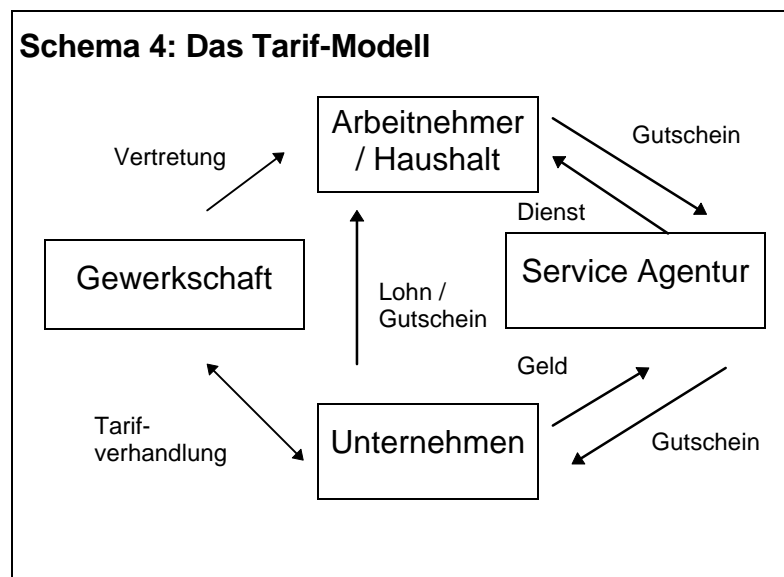 Schema 4: Das Tarif-Modell
Arbeitnehmer
/ Haushalt
Gutschein
Vertretung
Dienst
Gewerkschaft
Service Agentur
Lohn /
Gutschein
Geld
Tarif-
verhandlung
Unternehmen
Gutschein